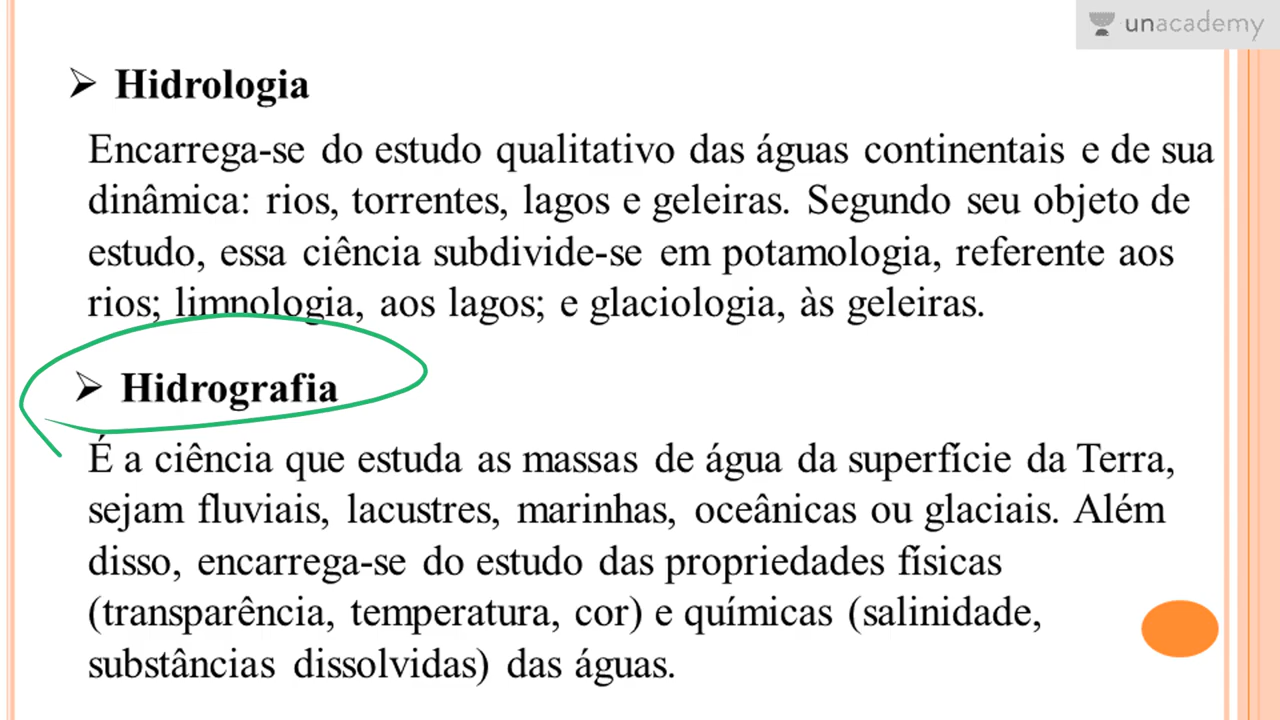 unacademy
➢ Hidrologia
Encarrega-se do estudo qualitativo das águas continentais e de sua
dinâmica: rios, torrentes, lagos e geleiras. Segundo seu objeto de
estudo, essa ciência subdivide-se em potamologia, referente aos
rios; limnologia, aos lagos; e glaciologia, às geleiras.
➢ Hidrografia
É a ciência que estuda as massas de água da superfície da Terra,
sejam fluviais, lacustres, marinhas, oceânicas ou glaciais. Além
disso, encarrega-se do estudo das propriedades físicas
(transparência, temperatura, cor) e químicas (salinidade,
substâncias dissolvidas) das águas.